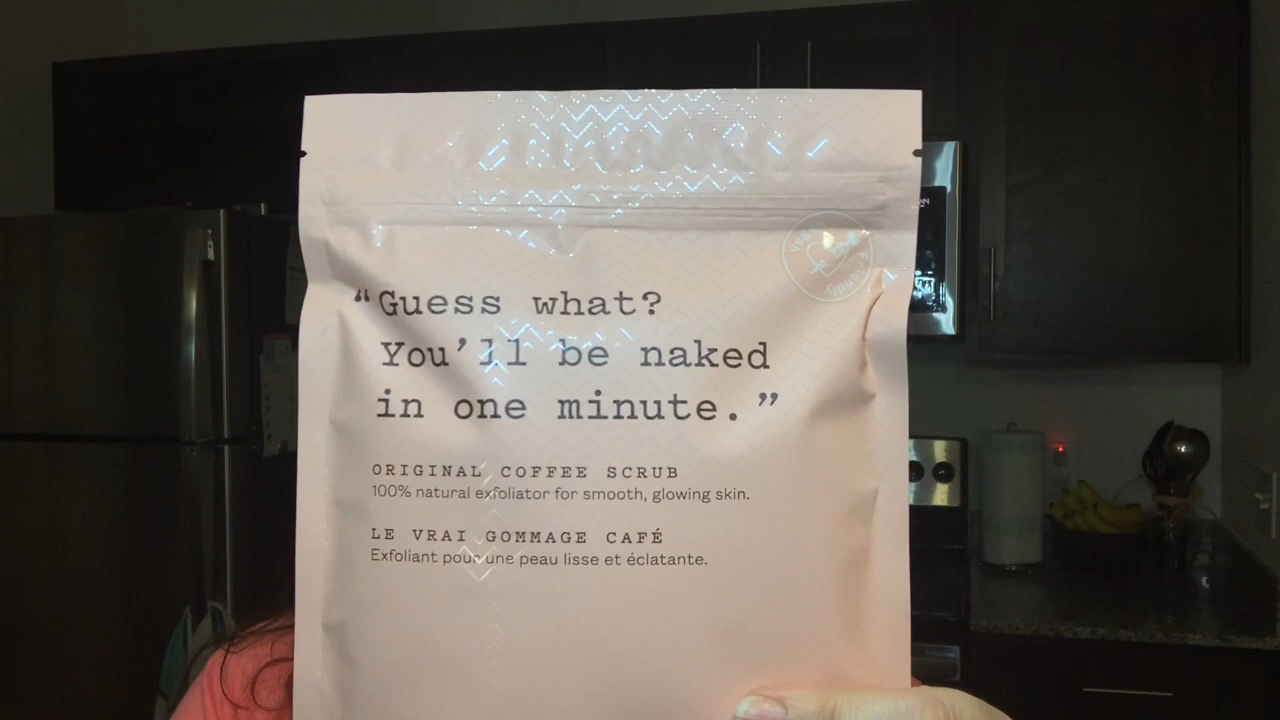 “Guess what?
You’ll be naked
in one minute.”
ORIGINAL COFFEE SCRUB
100% natural exfoliator for smooth, glowing skin.
LE VRAI GOMMAGE CAFÉ
Exfoliant pour une peau lisse et éclatante.
Friendly